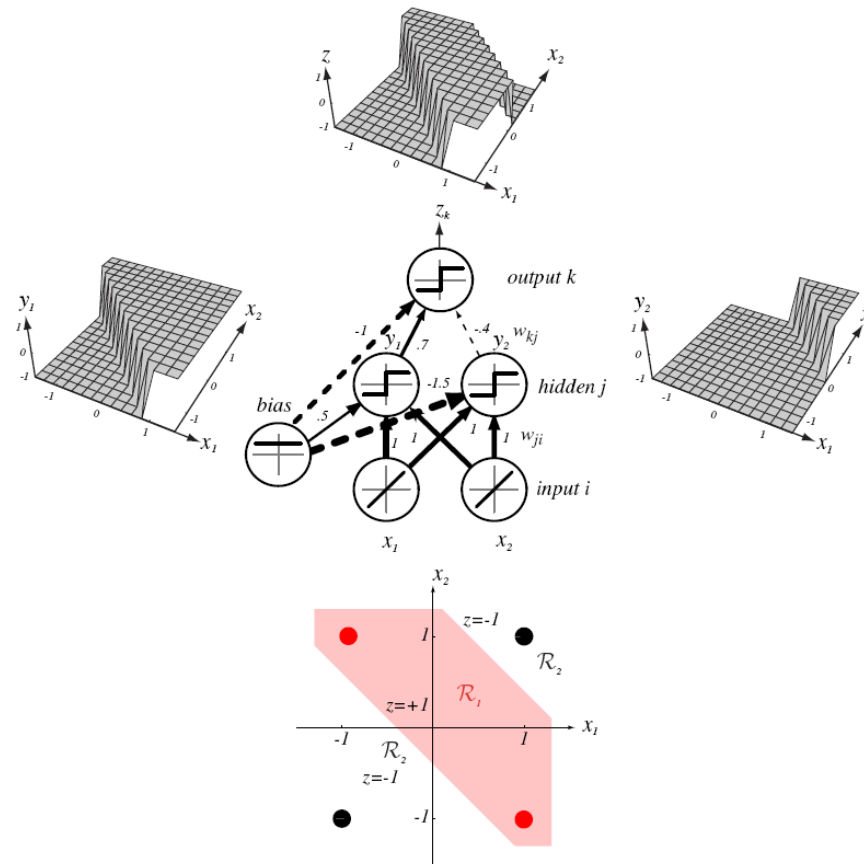 z
1
0
-1
-1
0
1
x₁
-1
0
1
x₂
y₁
1
0
-1
-1
0
1
x₁
-1
0
1
x₂
zₖ
output k
y₂
1
0
-1
-1
0
1
x₁
-1
0
1
-1
.7
-.4
wₖⱼ
y₁
y₂
bias
.5
-1.5
hidden j
1
1
1
1
wⱼᵢ
input i
x₁
x₂
x₂
z=-1
1
R₂
R₁
z=+1
x₁
-1
1
R₂
z=-1
-1